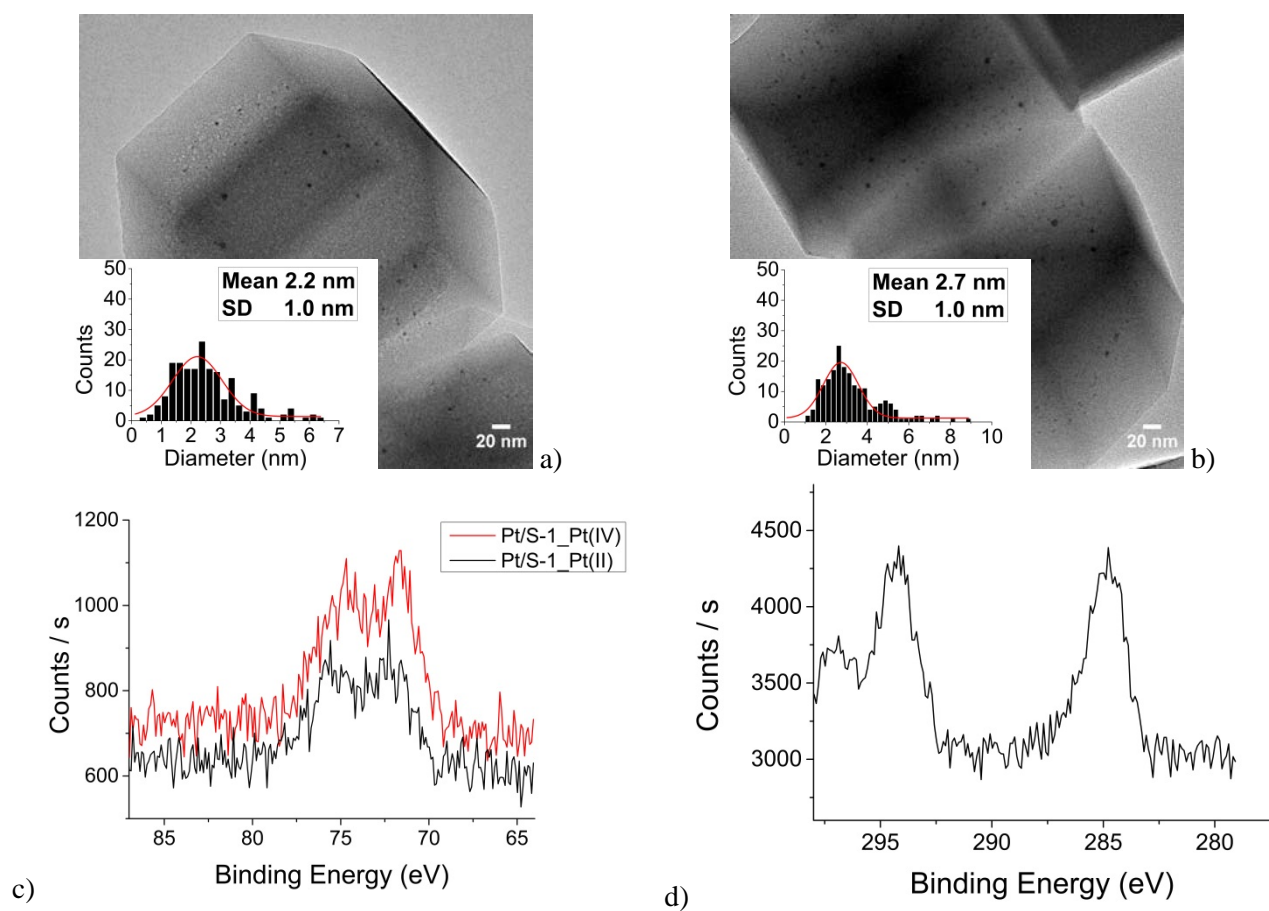 50
40
30
20
10
0
Counts
Mean 2.2 nm
SD 1.0 nm
0 1 2 3 4 5 6 7
Diameter (nm)
20 nm
a)
50
40
30
20
10
0
Counts
Mean 2.7 nm
SD 1.0 nm
0 2 4 6 8 10
Diameter (nm)
20 nm
b)
1200
1000
800
600
Counts / s
Pt/S-1_Pt(IV)
Pt/S-1_Pt(II)
85 80 75 70 65
Binding Energy (eV)
c)
4500
4000
3500
3000
Counts / s
295 290 285 280
Binding Energy (eV)
d)